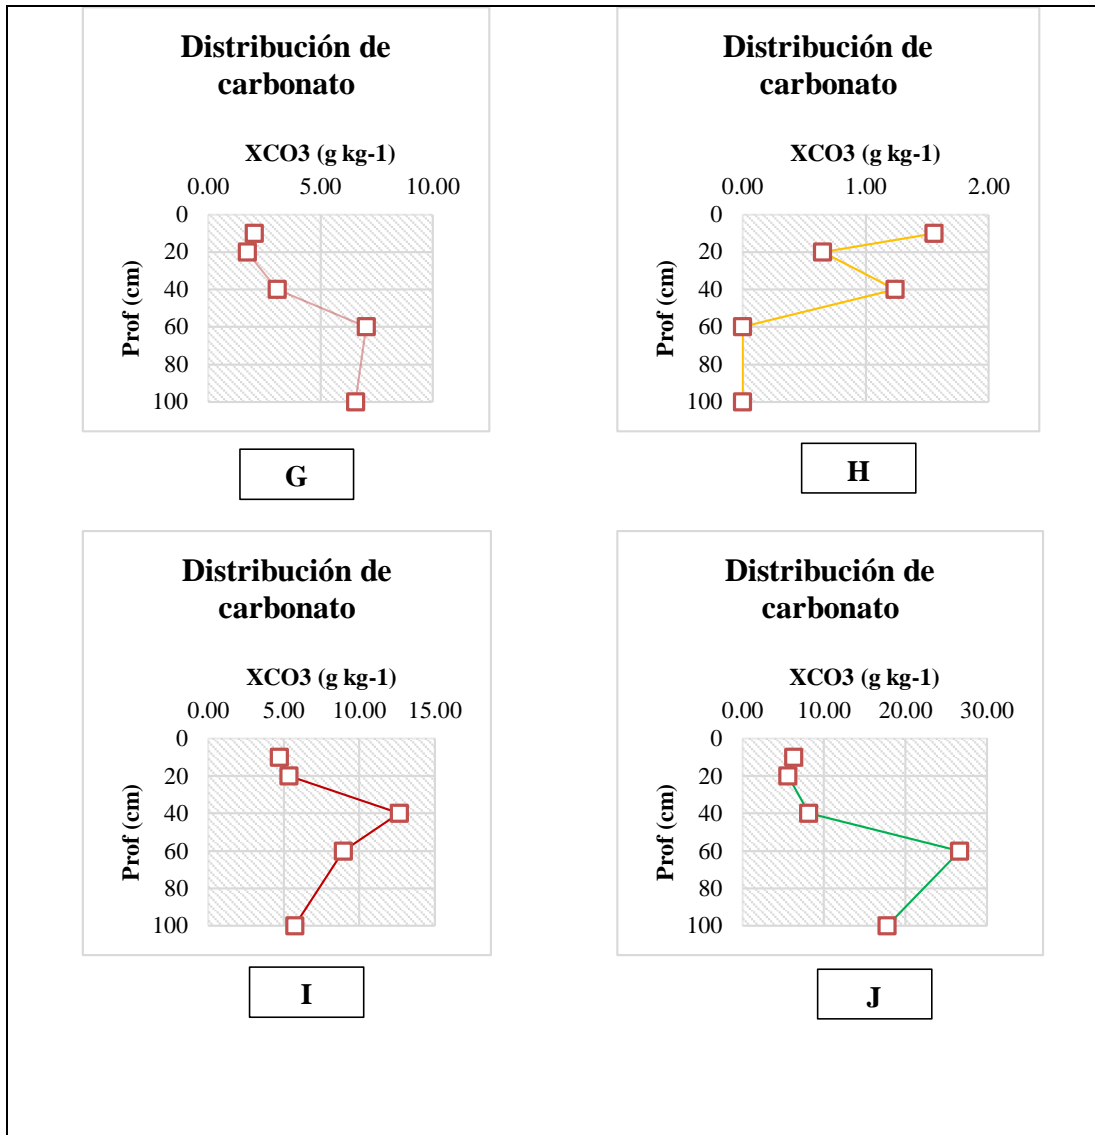 Distribución de
carbonato
XCO3 (g kg-1)
0.00 5.00 10.00
0
20
40
60
80
100
Prof (cm)
G
Distribución de
carbonato
XCO3 (g kg-1)
0.00 1.00 2.00
0
20
40
60
80
100
Prof (cm)
H
Distribución de
carbonato
XCO3 (g kg-1)
0.00 5.00 10.00 15.00
0
20
40
60
80
100
Prof (cm)
I
Distribución de
carbonato
XCO3 (g kg-1)
0.00 10.00 20.00 30.00
0
20
40
60
80
100
Prof (cm)
J